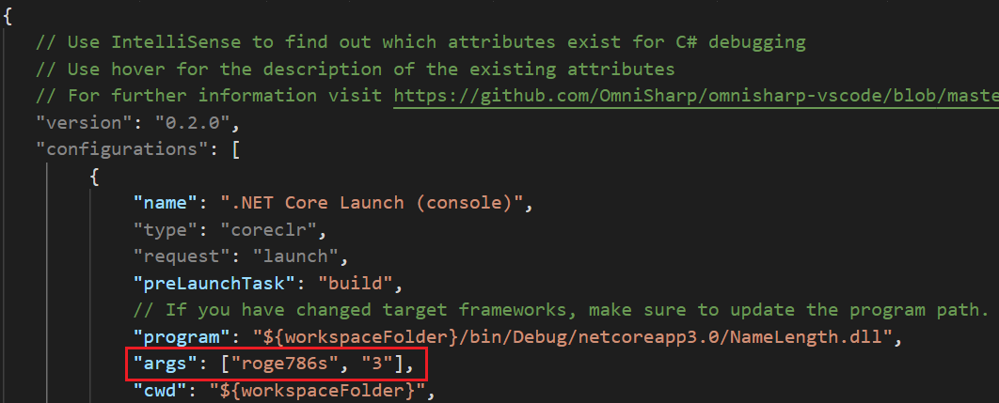 {
// Use IntelliSense to find out which attributes exist for C# debugging
// Use hover for the description of the existing attributes
// For further information visit https://github.com/OmniSharp/omnisharp-vscode/blob/maste
"version": "0.2.0",
"configurations": [
{
"name": ".NET Core Launch (console)",
"type": "coreclr",
"request": "launch",
"preLaunchTask": "build",
// If you have changed target frameworks, make sure to update the program path.
"program": "${workspaceFolder}/bin/Debug/netcoreapp3.0/NameLength.dll",
"args": ["roge786s", "3"],
"cwd": "${workspaceFolder}",